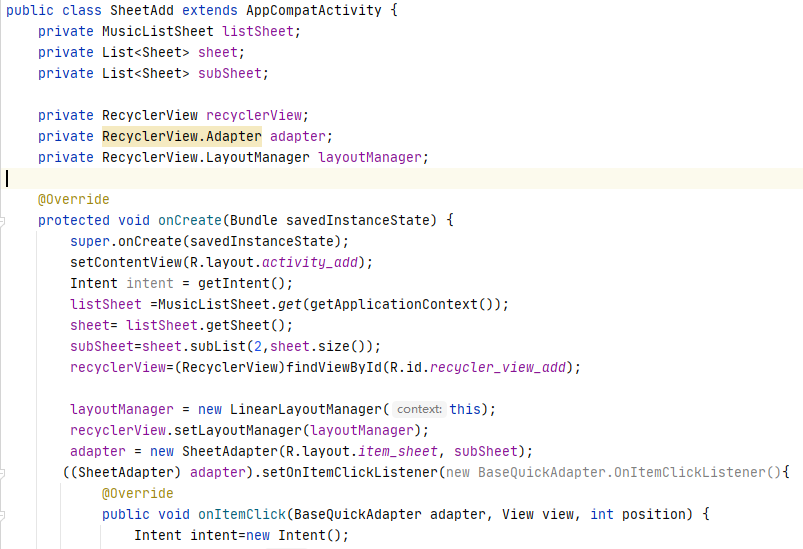 public class SheetAdd extends AppCompatActivity {
    private MusicListSheet listSheet;
    private List<Sheet> sheet;
    private List<Sheet> subSheet;

    private RecyclerView recyclerView;
    private RecyclerView.Adapter adapter;
    private RecyclerView.LayoutManager layoutManager;

    @Override
    protected void onCreate(Bundle savedInstanceState) {
        super.onCreate(savedInstanceState);
        setContentView(R.layout.activity_add);
        Intent intent = getIntent();
        listSheet =MusicListSheet.get(getApplicationContext());
        sheet= listSheet.getSheet();
        subSheet=sheet.subList(2,sheet.size());
        recyclerView=(RecyclerView)findViewById(R.id.recycler_view_add);

        layoutManager = new LinearLayoutManager( context: this);
        recyclerView.setLayoutManager(layoutManager);
        adapter = new SheetAdapter(R.layout.item_sheet, subSheet);
       ((SheetAdapter) adapter).setOnItemClickListener(new BaseQuickAdapter.OnItemClickListener(){
            @Override
            public void onItemClick(BaseQuickAdapter adapter, View view, int position) {
                Intent intent=new Intent();